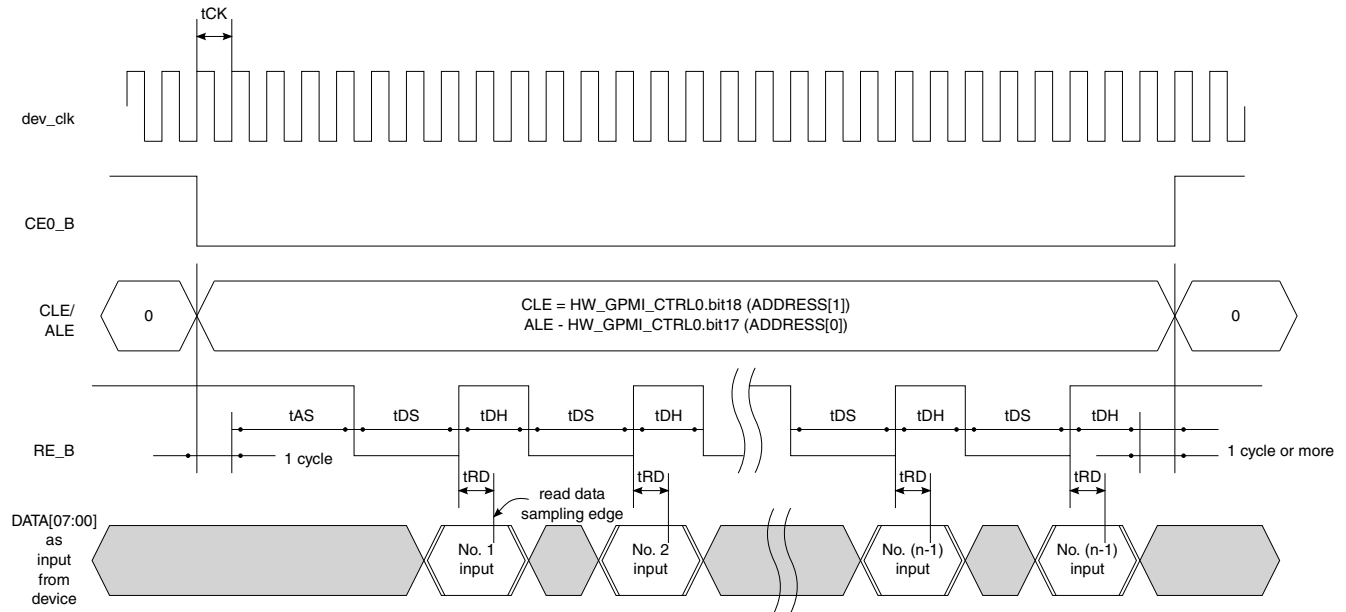 tCK
dev_clk
CE0_B
CLE/
ALE
0
CLE = HW_GPMI_CTRL0.bit18 (ADDRESS[1])
ALE - HW_GPMI_CTRL0.bit17 (ADDRESS[0])
0
RE_B
tAS
tDS
tDH
tDS
tDH
tDS
tDH
tDS
tDH
1 cycle
1 cycle or more
tRD
tRD
tRD
tRD
read data
sampling edge
DATA[07:00]
as
input
from
device
No. 1
input
No. 2
input
No. (n-1)
input
No. (n-1)
input